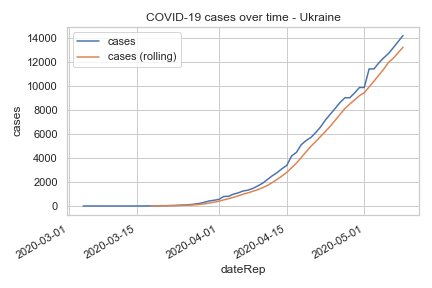 COVID-19 cases over time - Ukraine
cases
cases (rolling)
14000
12000
10000
8000
6000
4000
2000
0
cases
2020-03-01
2020-03-15
2020-04-01
2020-04-15
2020-05-01
dateRep